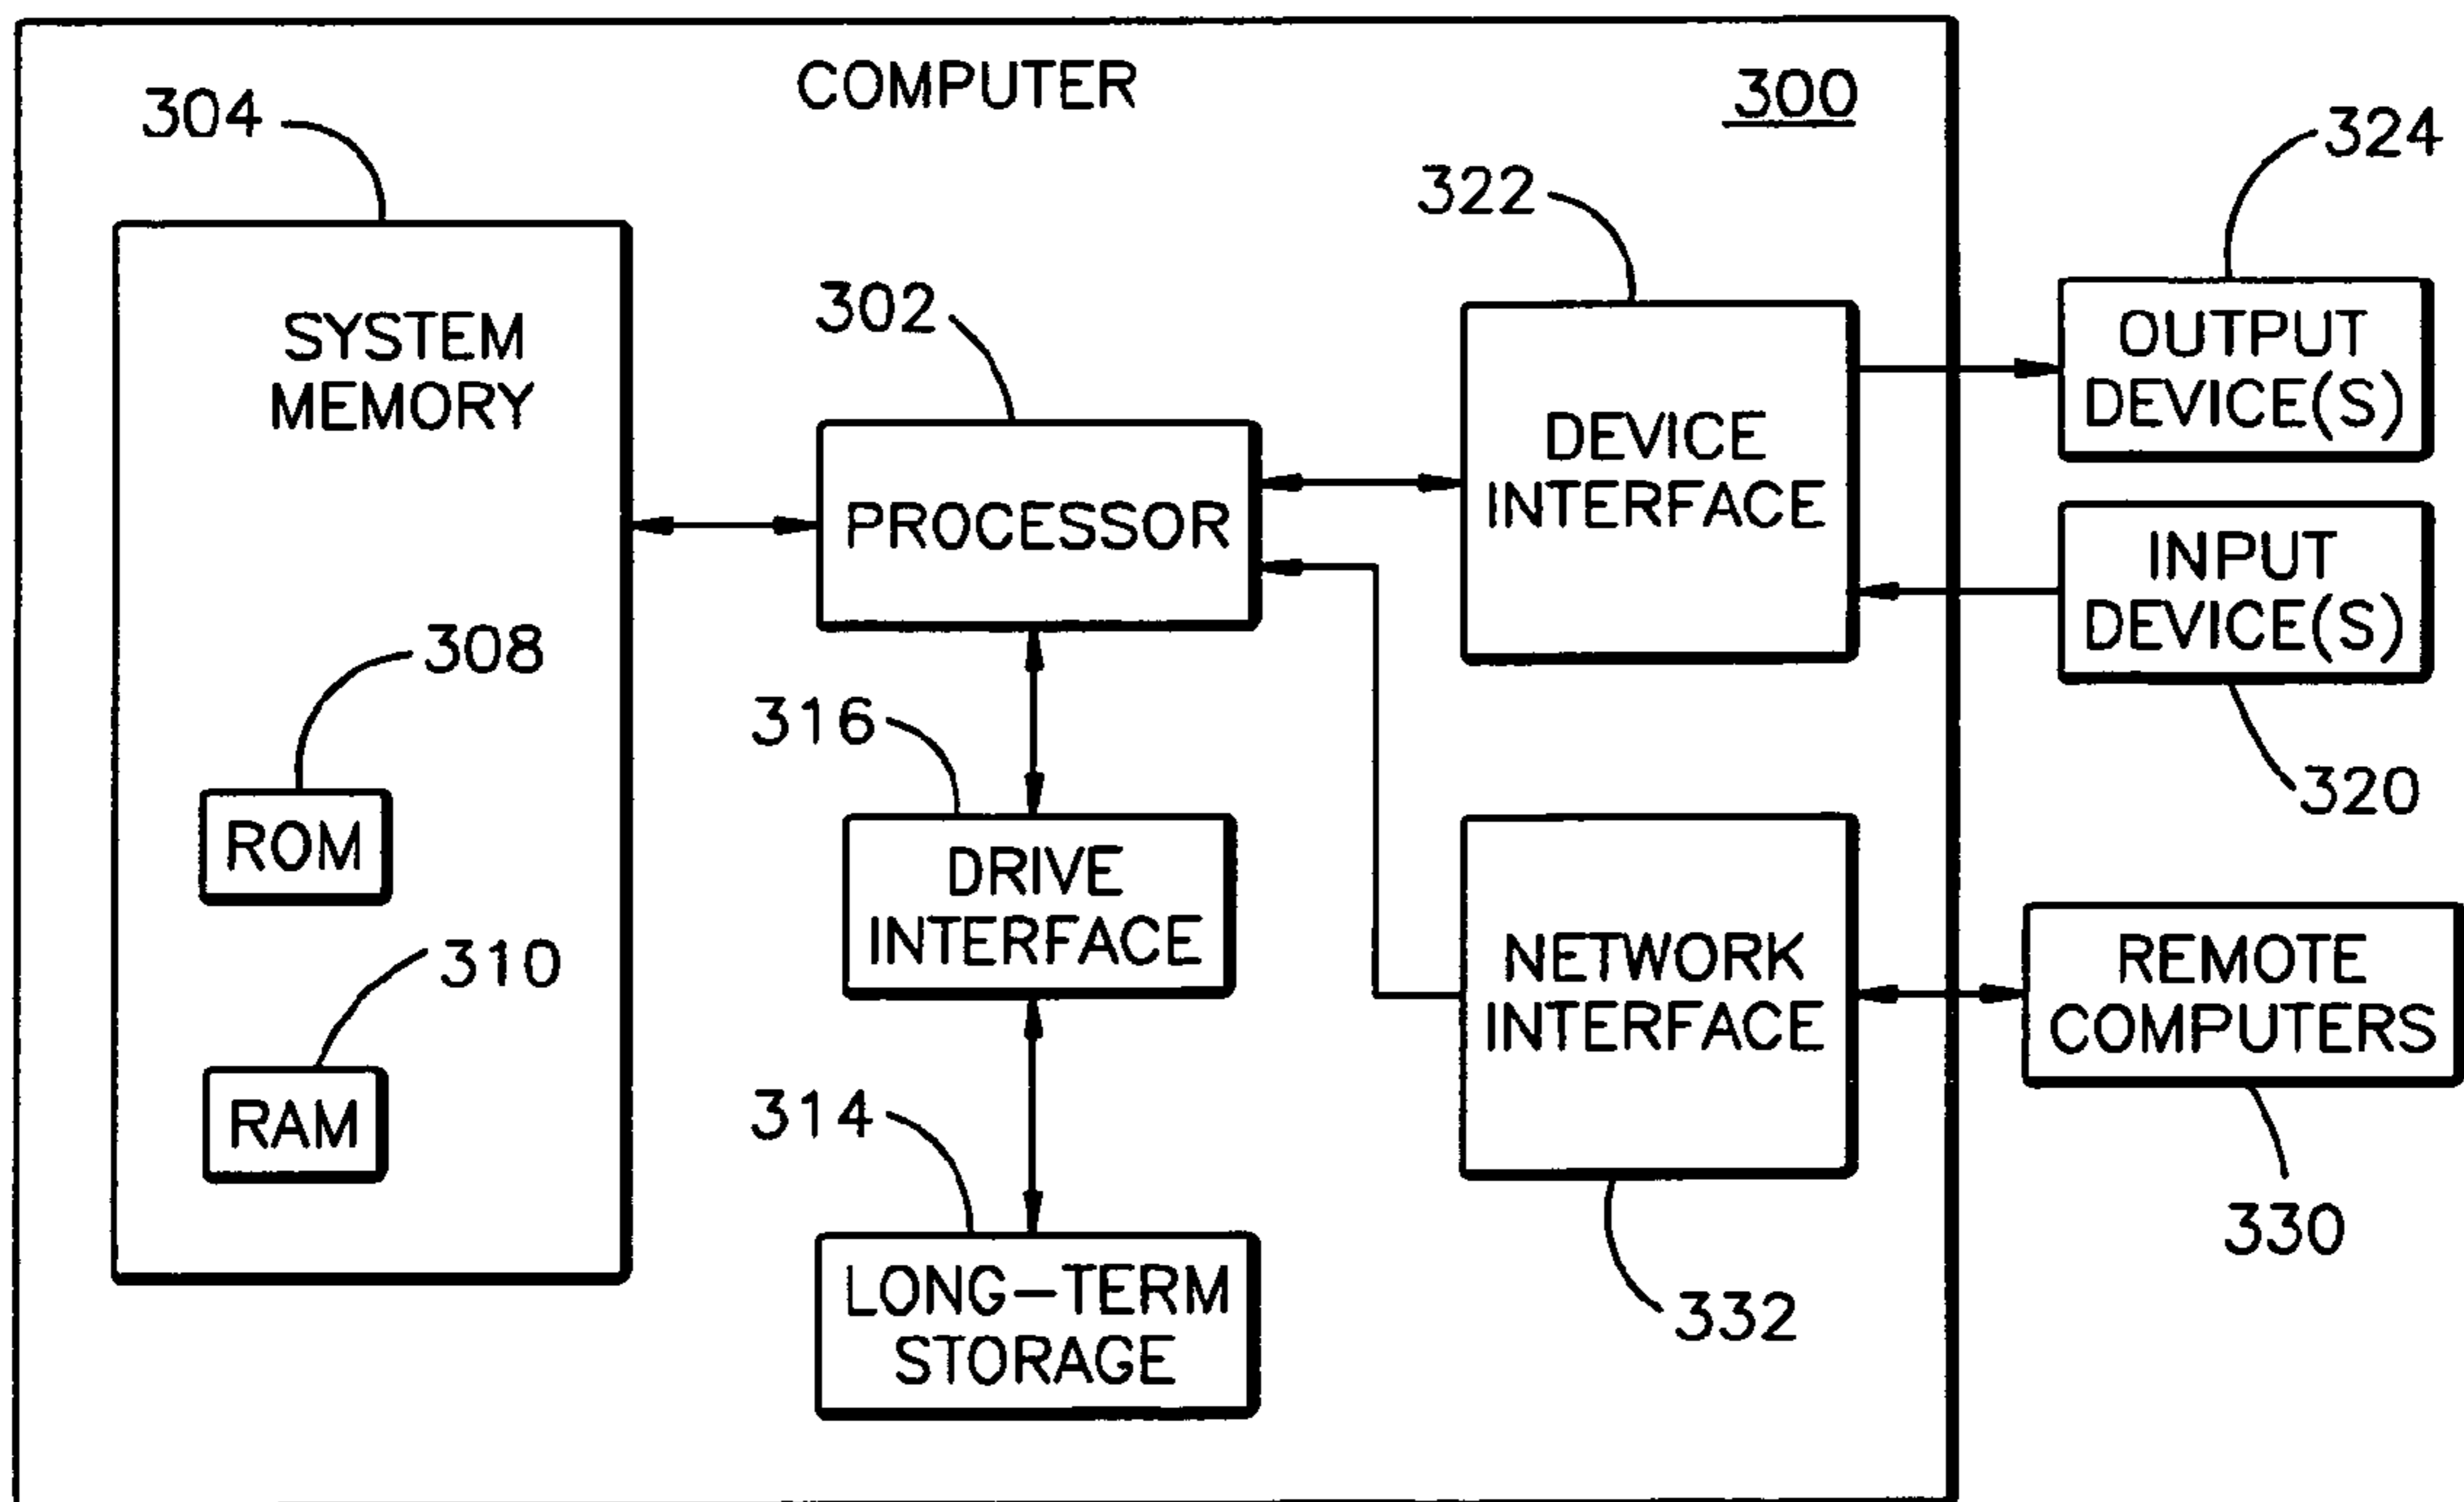 COMPUTER
300
304
324
322
302
SYSTEM
MEMORY
OUTPUT
DEVICE(S)
DEVICE
INTERFACE
PROCESSOR
INPUT
DEVICE(S)
308
316
320
ROM
DRIVE
INTERFACE
310
NETWORK
INTERFACE
REMOTE
COMPUTERS
RAM
314
330
332
LONG-TERM
STORAGE